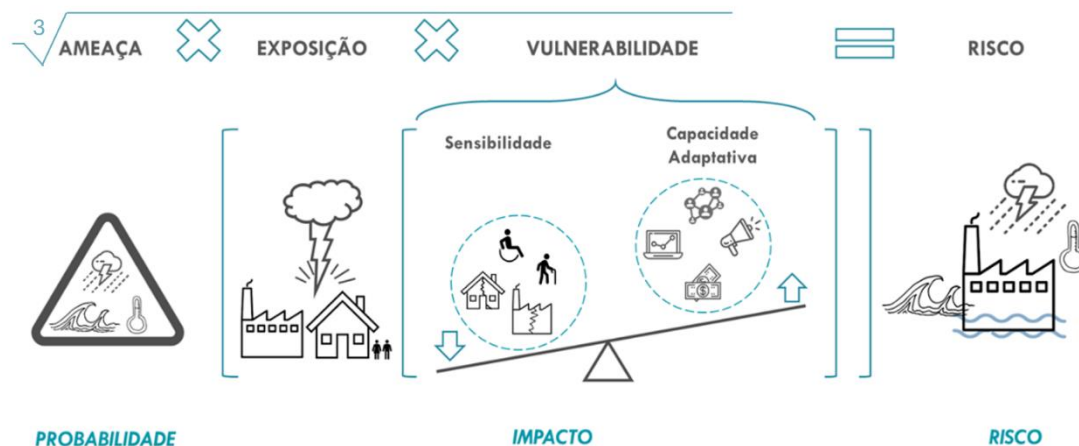 3
AMEAÇA EXPOSIÇÃO VULNERABILIDADE RISCO
Sensibilidade
Capacidade
Adaptativa
$
PROBABILIDADE IMPACTO RISCO